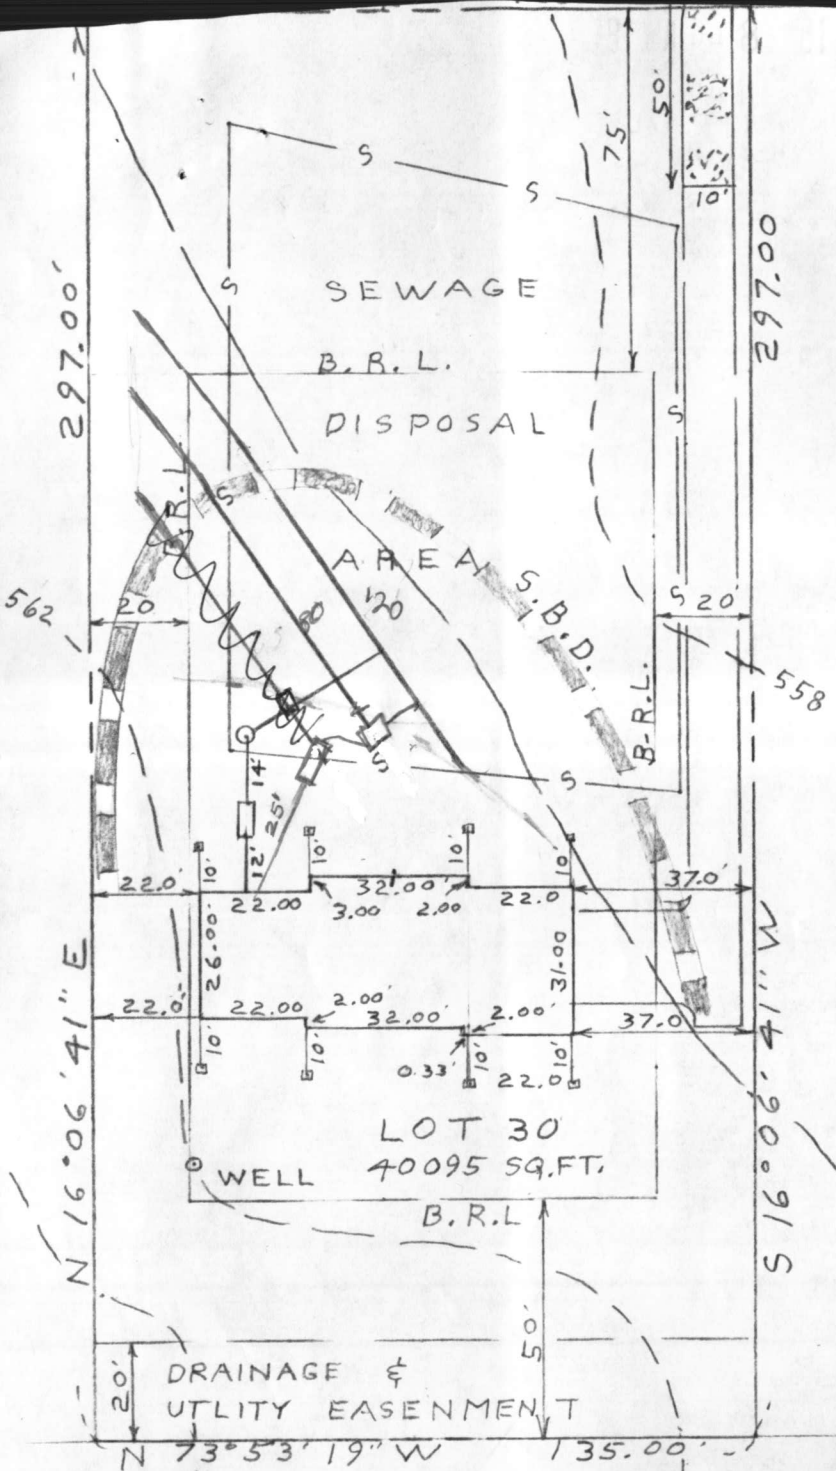 50'
75'
10'
S
S
297.00'
297.00
S
SEWAGE
B. R. L.
DISPOSAL
S
R. L.
S
AREA
S. B. D.
562
20
60
120
S 20'
558
B. R. L.
S
S
14'
25'
12'
10'
10'
10'
10'
22.0'
22.00
32.00'
3.00'
2.00'
22.0
37.0'
26.00'
31.00
22.0'
22.00
2.00'
32.00'
2.00'
37.0
10'
10'
0.33'
10'
10'
22.0
N 16°06'41" E
S 16°06'41" W
LOT 30
40095 SQ.FT.
WELL
B. R. L
50'
20'
DRAINAGE &
UTLITY EASENMENT
N 73°53'19" W 135.00'